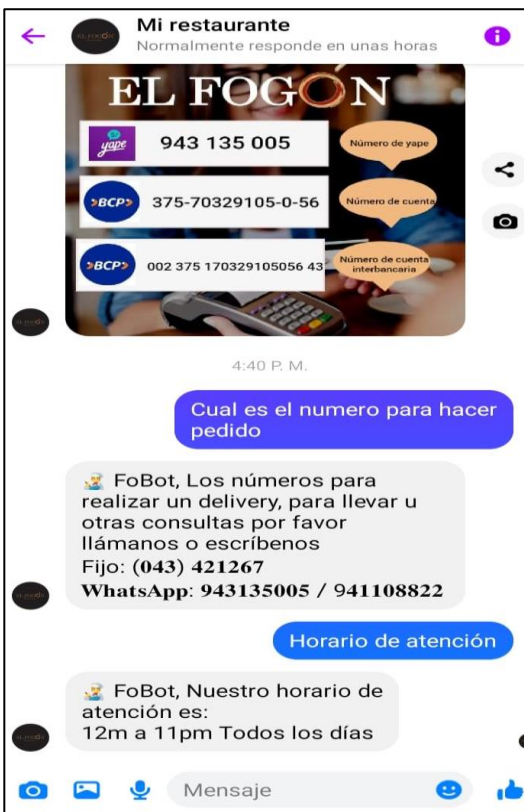 Mi restaurante
Normalmente responde en unas horas
EL FOGÓN
yape
943 135 005
Número de yape
BCP
375-70329105-0-56
Número de cuenta
BCP
002 375 170329105056 43
Número de cuenta
interbancaria
4:40 P. M.
Cual es el numero para hacer
pedido
FoBot, Los números para
realizar un delivery, para llevar u
otras consultas por favor
llámanos o escríbenos
Fijo: (043) 421267
WhatsApp: 943135005 / 941108822
Horario de atención
FoBot, Nuestro horario de
atención es:
12m a 11pm Todos los días
Mensaje